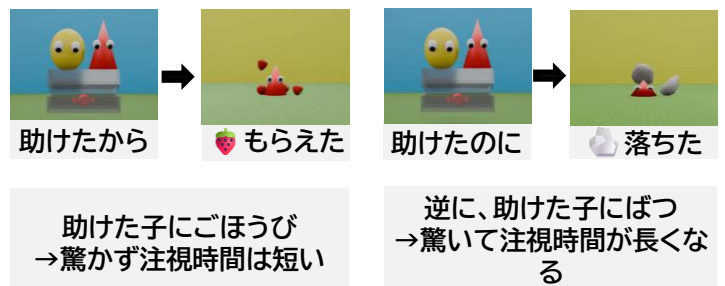 助けたから
もらえた
助けたのに
落ちた
助けた子にごほうび
→驚かず注視時間は短い
逆に、助けた子にばつ
→驚いて注視時間が長くな
る